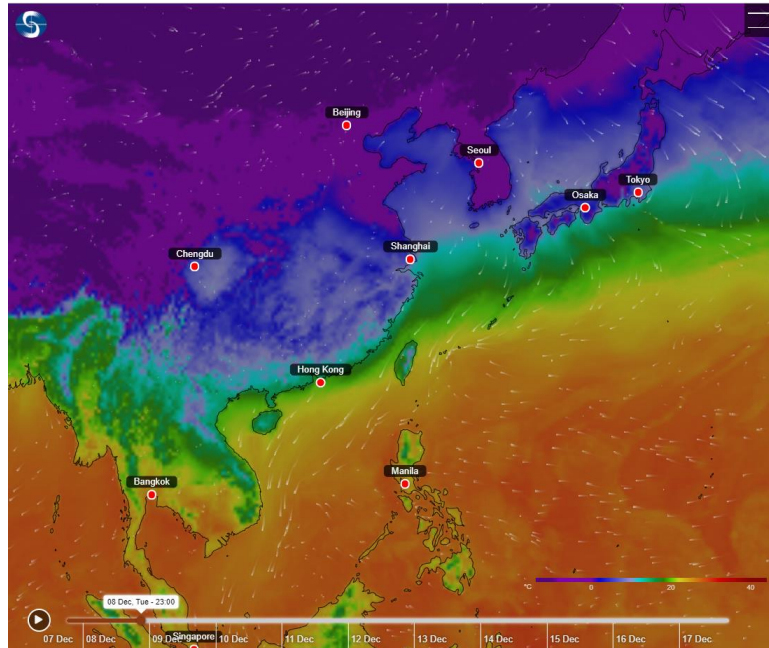 Beijing
Seoul
Tokyo
Osaka
Shanghai
Chengdu
Hong Kong
Manila
Bangkok
°C 0 20 40
08 Dec, Tue - 23:00
Singapore
07 Dec 08 Dec 09 Dec 10 Dec 11 Dec 12 Dec 13 Dec 14 Dec 15 Dec 16 Dec 17 Dec